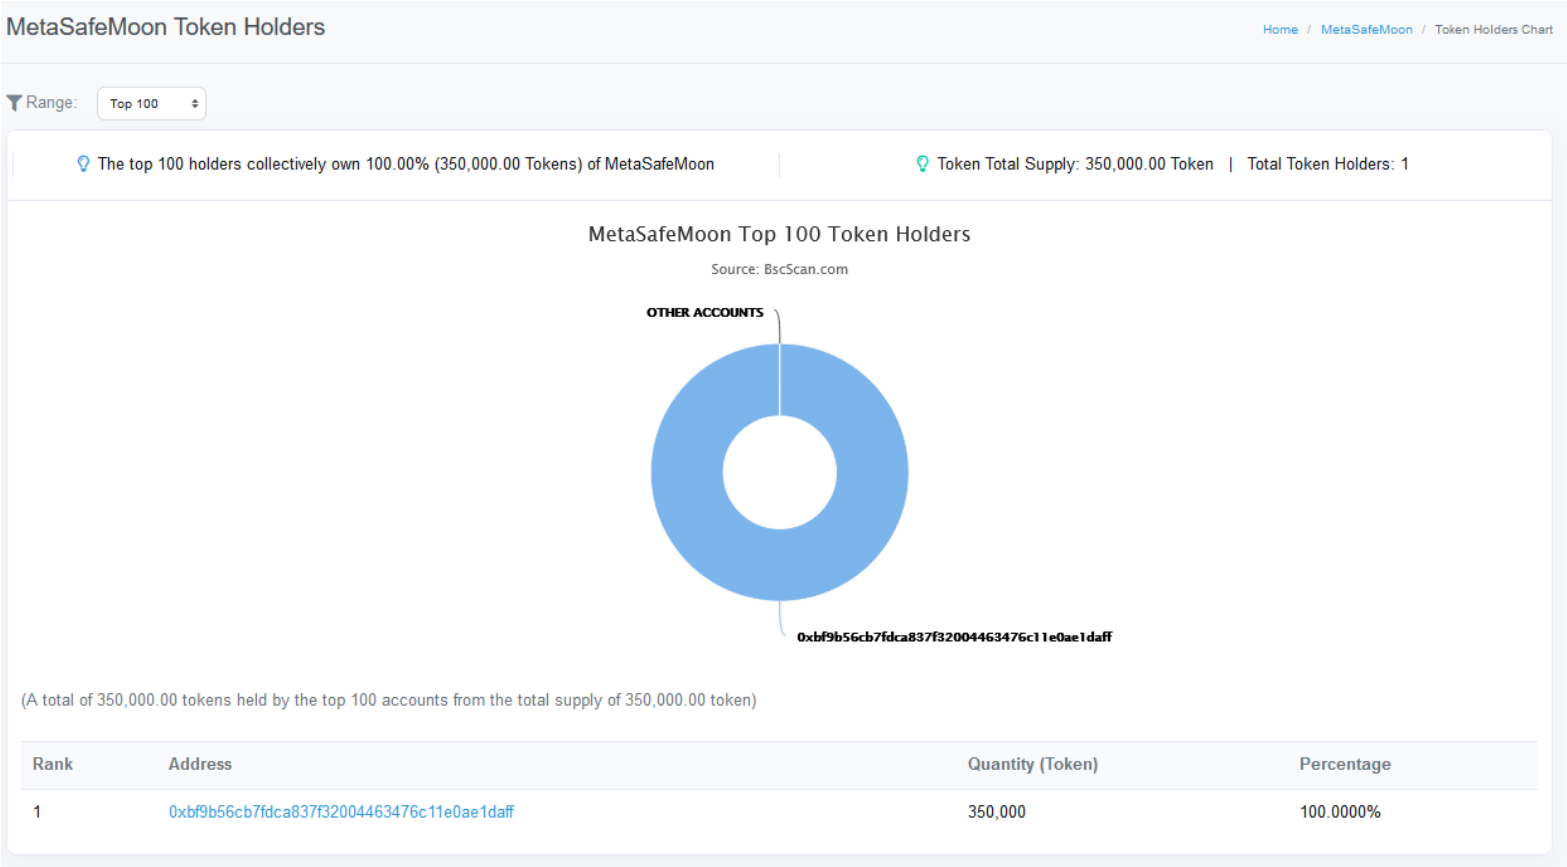 MetaSafeMoon Token Holders
Home / MetaSafeMoon / Token Holders Chart
Range: Top 100
The top 100 holders collectively own 100.00% (350,000.00 Tokens) of MetaSafeMoon
Token Total Supply: 350,000.00 Token | Total Token Holders: 1
MetaSafeMoon Top 100 Token Holders
Source: BscScan.com
OTHER ACCOUNTS
0xbf9b56cb7fdca837f32004463476c11e0ae1daff
(A total of 350,000.00 tokens held by the top 100 accounts from the total supply of 350,000.00 token)
Rank Address Quantity (Token) Percentage
1 0xbf9b56cb7fdca837f32004463476c11e0ae1daff 350,000 100.0000%